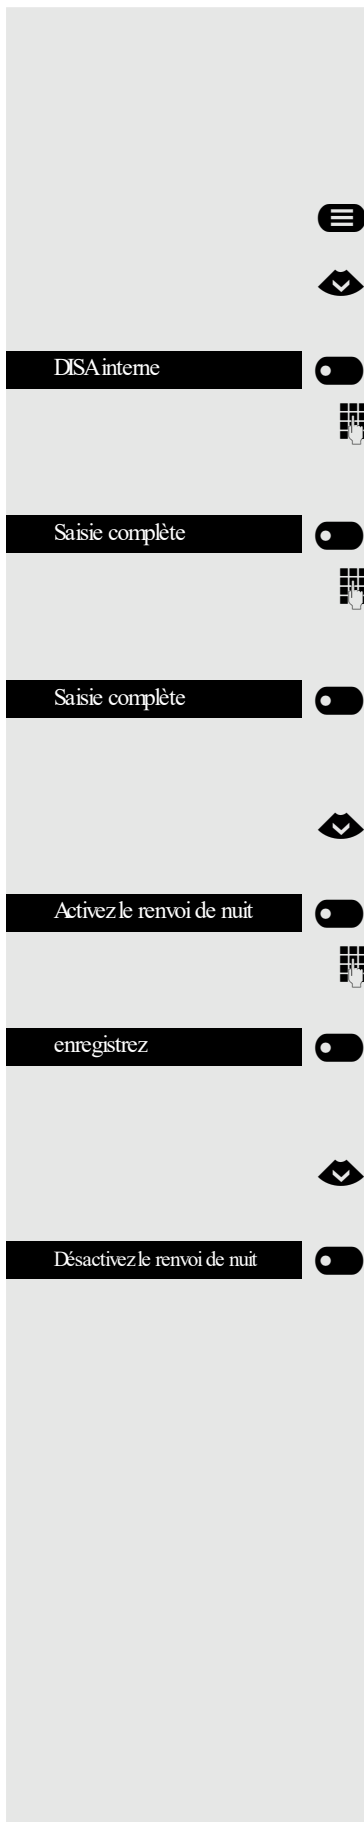 DISA interne
Saisie complète
Saisie complète
Activez le renvoi de nuit
enregistrez
Désactivez le renvoi de nuit